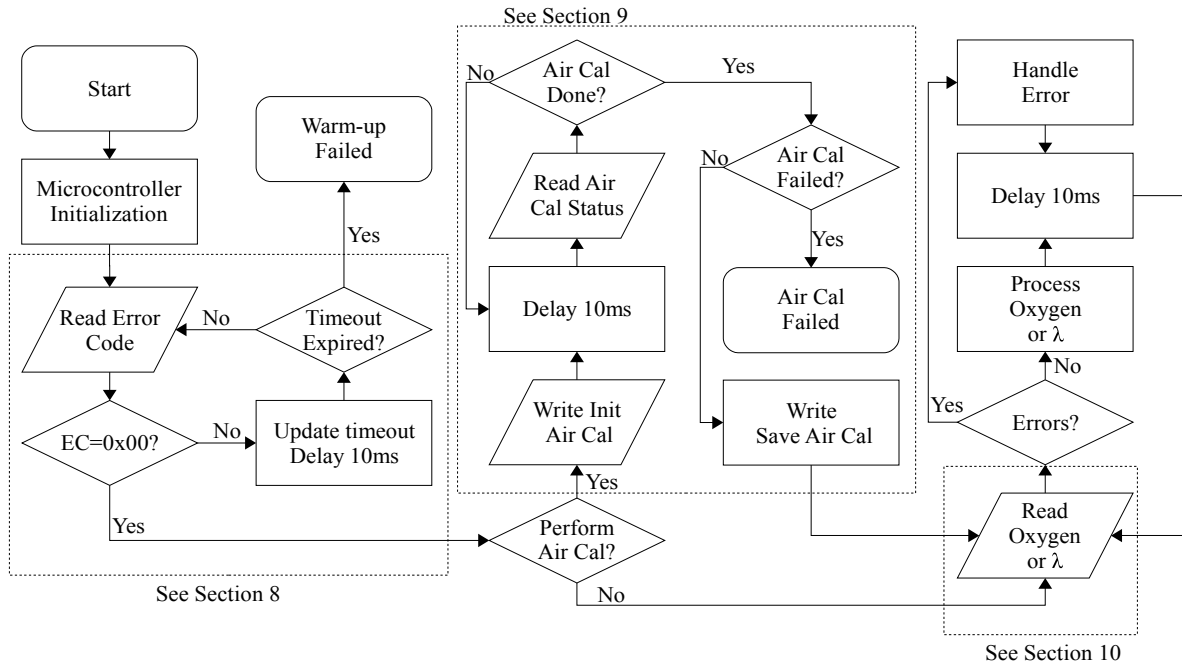 See Section 9
Start
Microcontroller
Initialization
Read Error
Code
EC=0x00?
No
Update timeout
Delay 10ms
Timeout
Expired?
No
Yes
Warm-up
Failed
Yes
See Section 8
Perform
Air Cal?
Yes
No
Write Init
Air Cal
Delay 10ms
Read Air
Cal Status
Air Cal
Done?
No
Yes
Air Cal
Failed?
No
Yes
Air Cal
Failed
Write
Save Air Cal
Read
Oxygen
or λ
See Section 10
Errors?
Yes
No
Process
Oxygen
or λ
Delay 10ms
Handle
Error